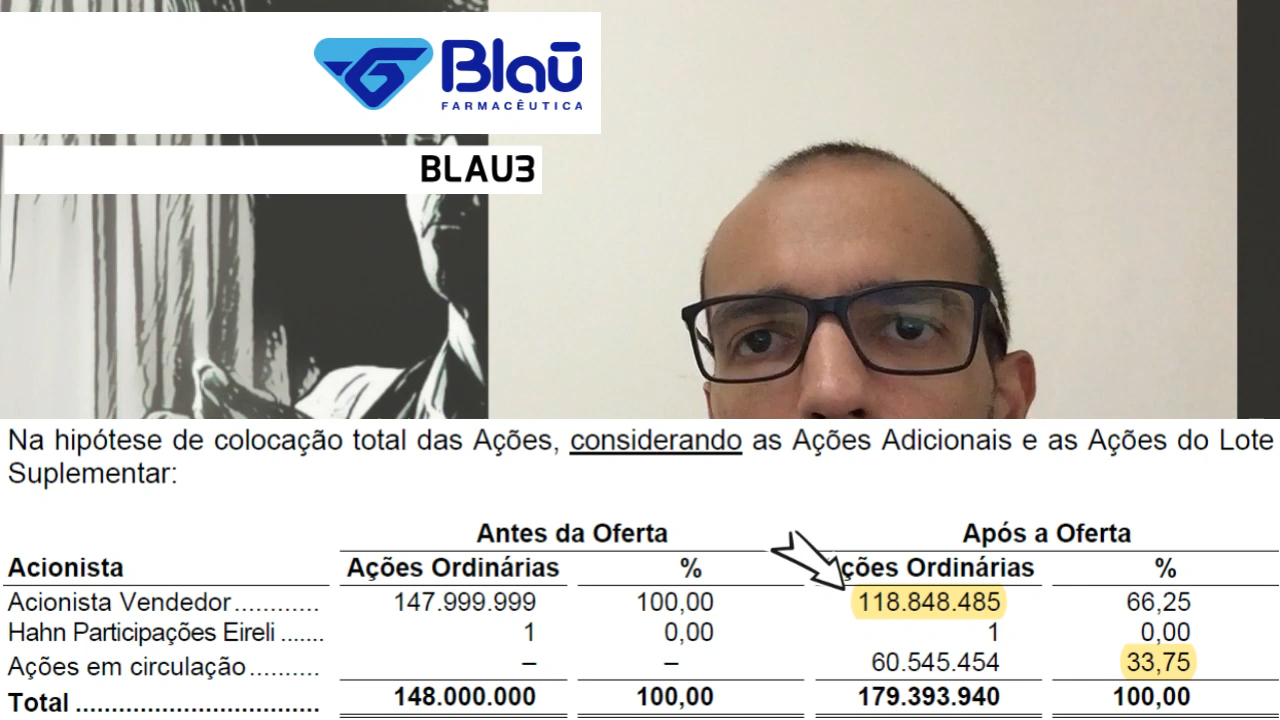 Blaū
FARMACÊUTICA
BLAU3
Na hipótese de colocação total das Ações, considerando as Ações Adicionais e as Ações do Lote
Suplementar:
Antes da Oferta Após a Oferta
Acionista Ações Ordinárias % ções Ordinárias %
Acionista Vendedor............ 147.999.999 100,00 118.848.485 66,25
Hahn Participações Eireli ....... 1 0,00 1 0,00
Ações em circulação.......... – – 60.545.454 33,75
Total ................................ 148.000.000 100,00 179.393.940 100,00